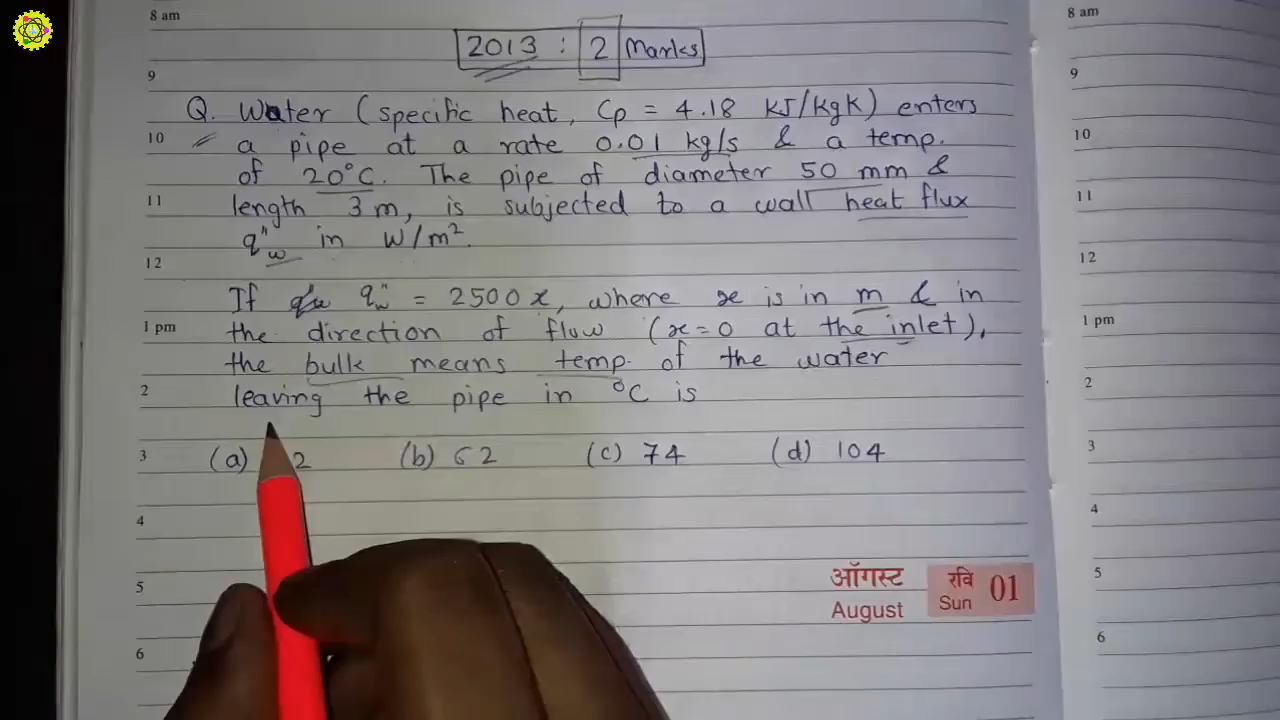 8 am
8 am
2013 : 2 Marks
9
9
Q. Water (specific heat, Cp = 4.18 KJ/KgK) enters
10
10
a pipe at a rate 0.01 kg/s & a temp.
of 20°C. The pipe of diameter 50 mm &
11
11
length 3 m, is subjected to a wall heat flux
q"w in W/m².
12
12
If q"w = 2500 x, where x is in m & in
1 pm
1 pm
the direction of flow (x=0 at the inlet),
the bulk means temp. of the water
2
2
leaving the pipe in °C is
3
3
(a) 2 (b) 62 (c) 74 (d) 104
4
4
5
5
ऑगस्ट रवि 01
August Sun
6
6